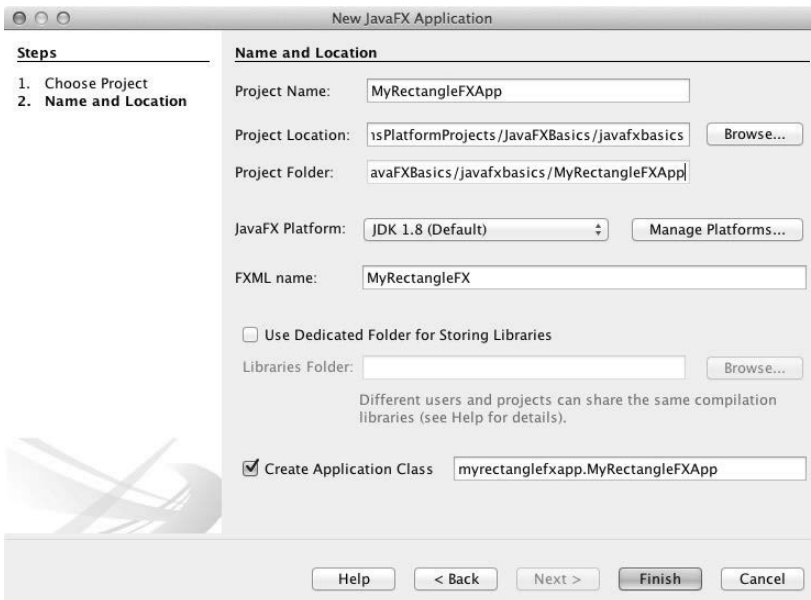 New JavaFX Application
Steps
1. Choose Project
2. Name and Location
Name and Location
Project Name: MyRectangleFXApp
Project Location: nsPlatformProjects/JavaFXBasics/javafxbasics Browse...
Project Folder: avaFXBasics/javafxbasics/MyRectangleFXApp
JavaFX Platform: JDK 1.8 (Default) Manage Platforms...
FXML name: MyRectangleFX
Use Dedicated Folder for Storing Libraries
Libraries Folder: Browse...
Different users and projects can share the same compilation
libraries (see Help for details).
Create Application Class myrectanglefxapp.MyRectangleFXApp
Help < Back Next > Finish Cancel